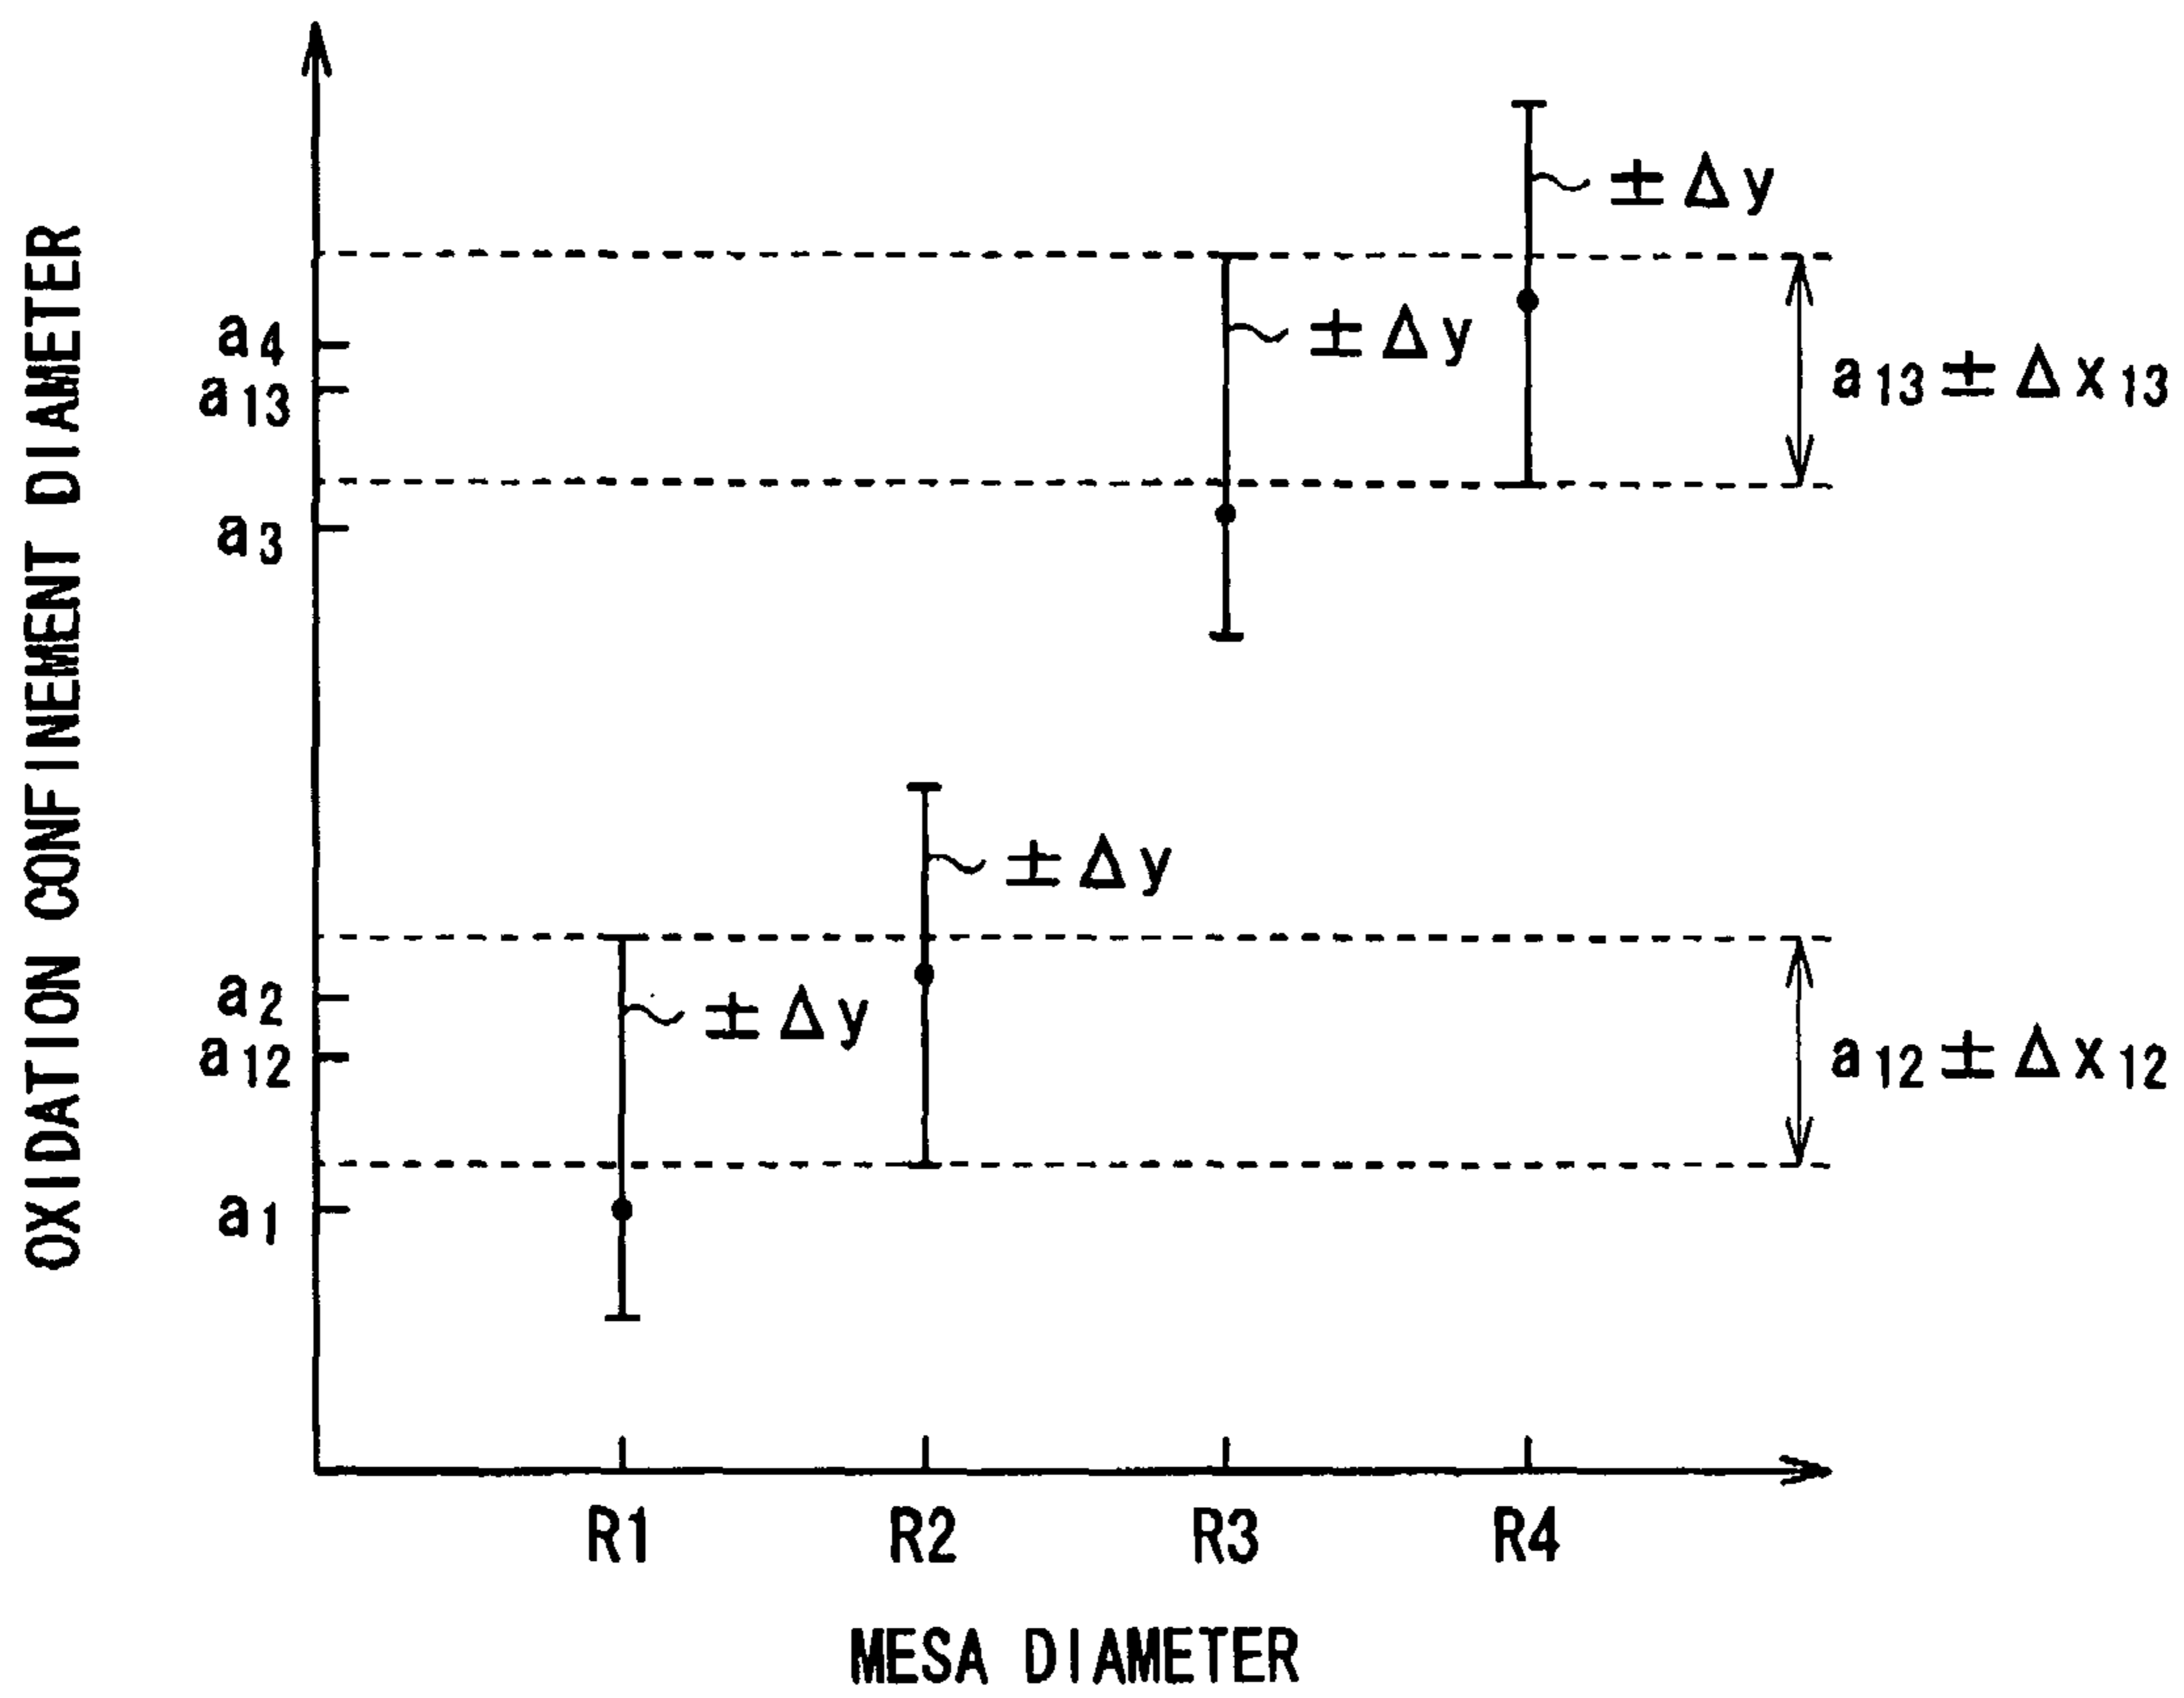 OXIDATION CONFINEMENT DIAMETER
±Δy
±Δy
a4
a13
a13±Δx13
a3
±Δy
a2
±Δy
a12
a12±Δx12
a1
R1 R2 R3 R4
MESA DIAMETER